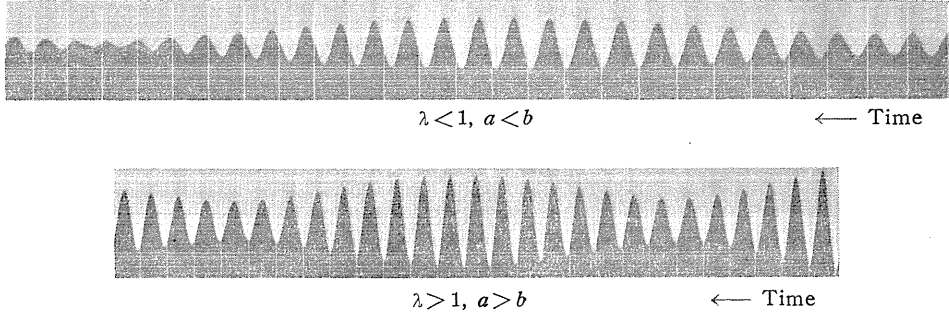 λ<1, a<b ← Time
λ>1, a>b ← Time